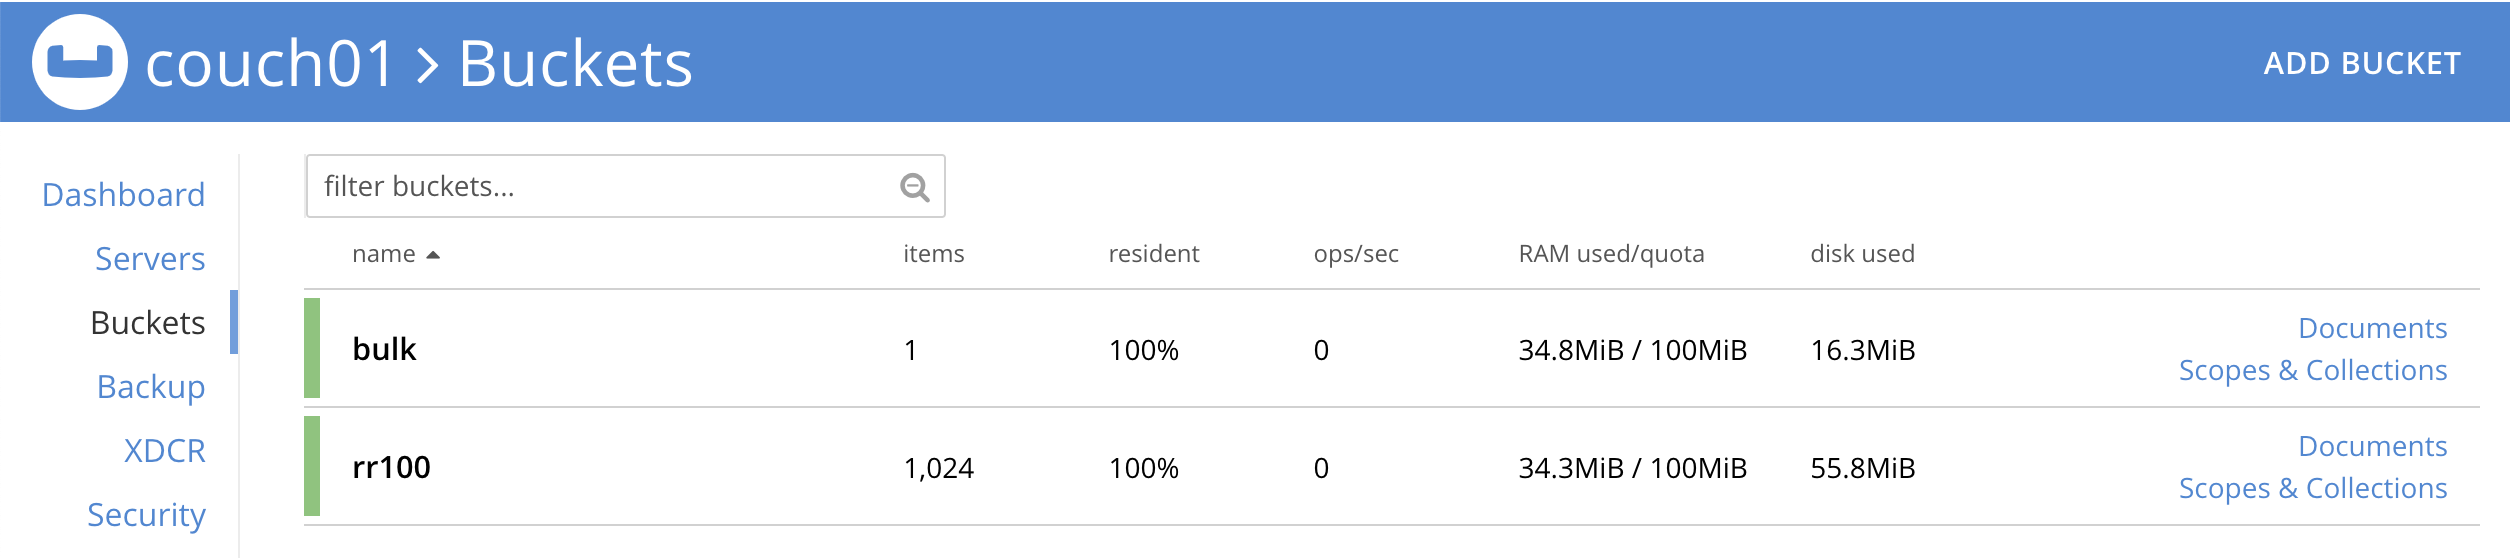 couch01 > Buckets
ADD BUCKET
Dashboard
Servers
Buckets
Backup
XDCR
Security
filter buckets...
name items resident ops/sec RAM used/quota disk used
bulk 1 100% 0 34.8MiB / 100MiB 16.3MiB
Documents
Scopes & Collections
rr100 1,024 100% 0 34.3MiB / 100MiB 55.8MiB
Documents
Scopes & Collections